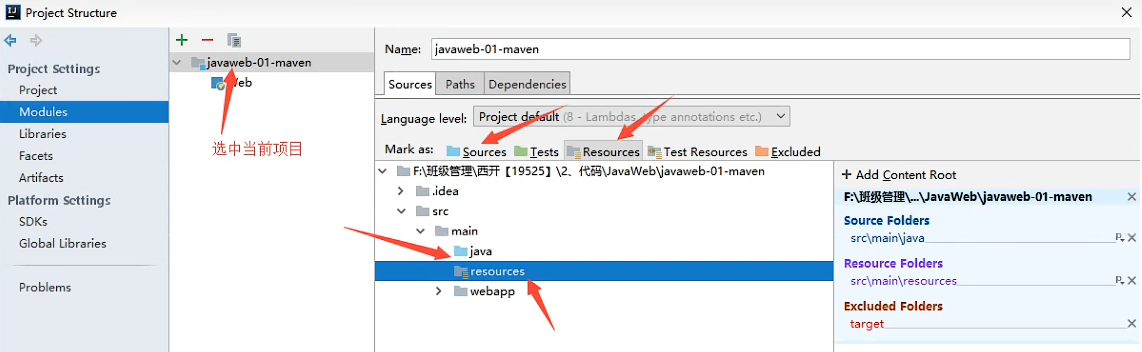 Project Structure
Project Settings
Project
Modules
Libraries
Facets
Artifacts
Platform Settings
SDKs
Global Libraries
Problems
javaweb-01-maven
Web
选中当前项目
Name: javaweb-01-maven
Sources Paths Dependencies
Language level: Project default (8 - Lambdas, type annotations etc.)
Mark as: Sources Tests Resources Test Resources Excluded
F:\班级管理\西开【19525】\2、代码\JavaWeb\javaweb-01-maven
.idea
src
main
java
resources
webapp
+ Add Content Root
F:\班级管理\...\JavaWeb\javaweb-01-maven
Source Folders
src\main\java
Resource Folders
src\main\resources
Excluded Folders
target